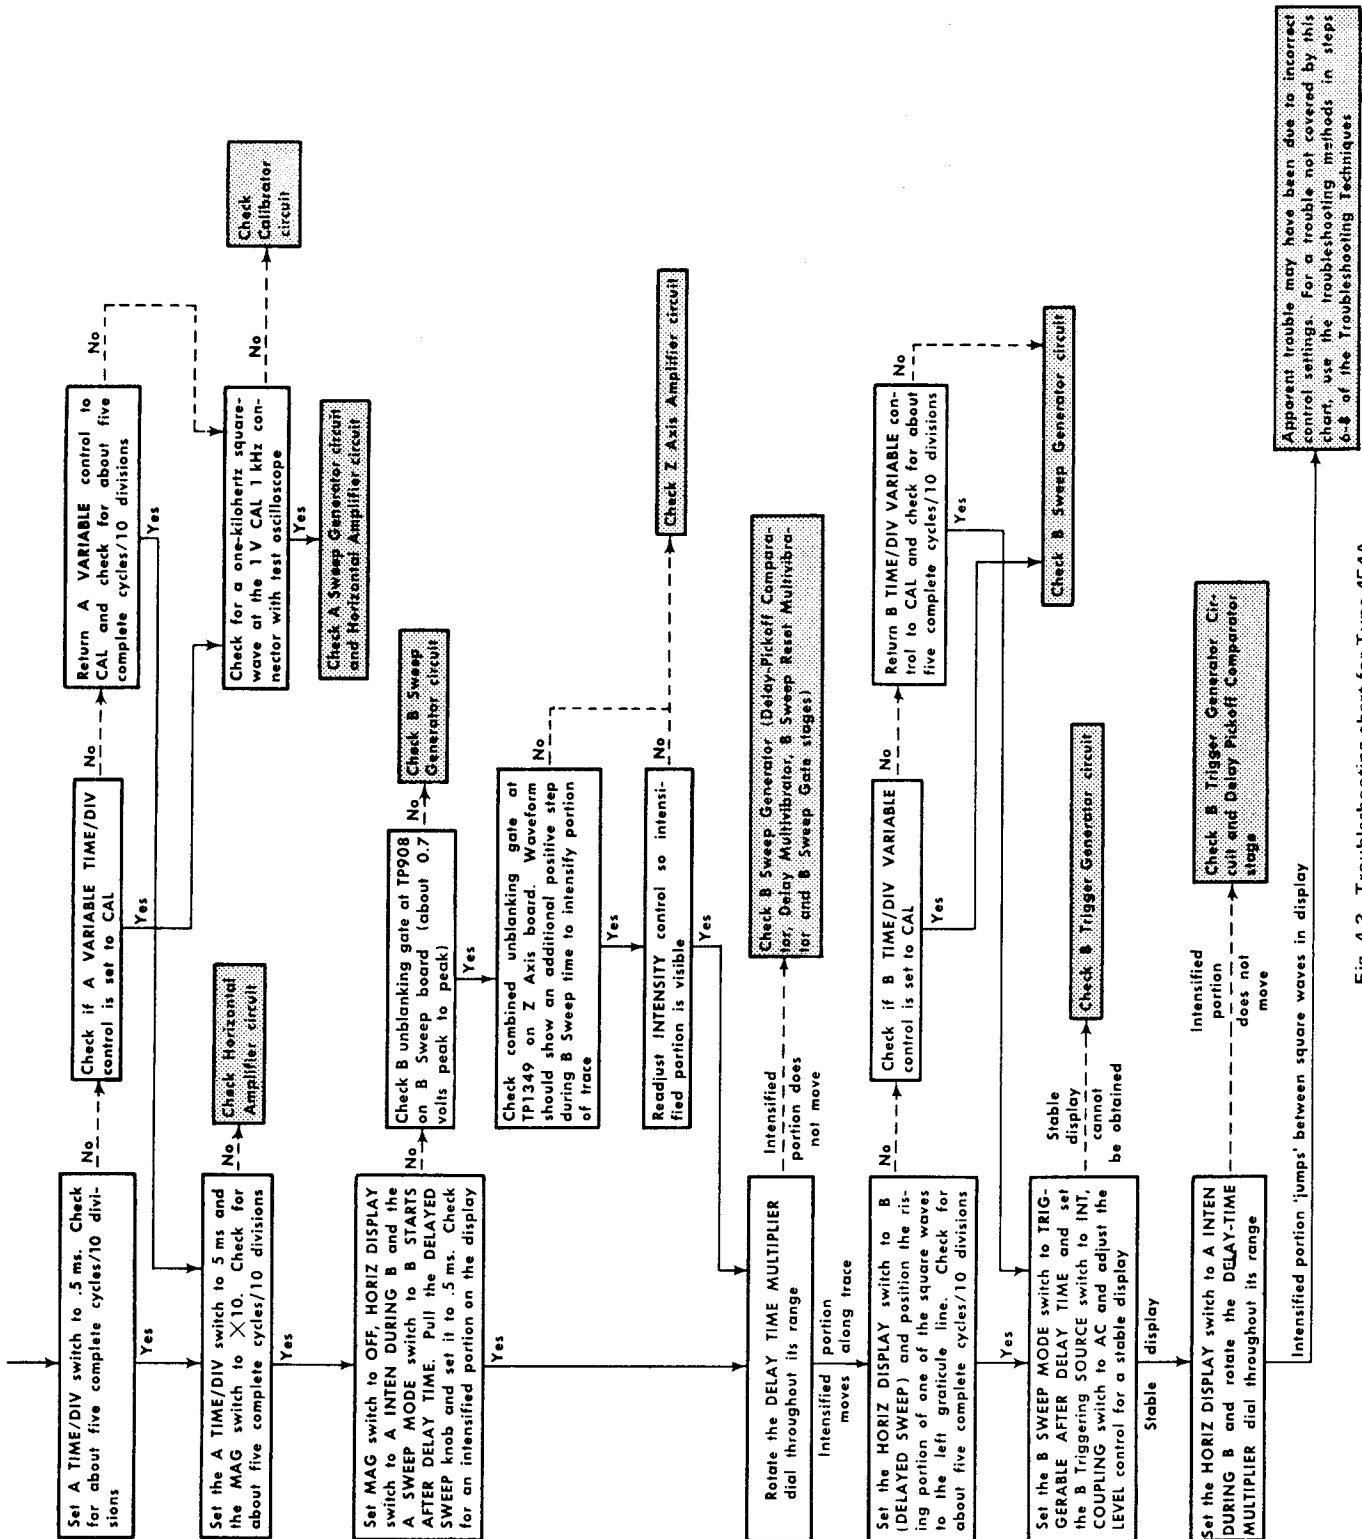 Set A TIME/DIV switch to .5 ms. Check
for about five complete cycles/10 divi-
sions
No
Check if A VARIABLE TIME/DIV
control is set to CAL
No
Return A VARIABLE control to
CAL and check for about five
complete cycles/10 divisions
No
Yes
Yes
Yes
Set the A TIME/DIV switch to 5 ms and
the MAG switch to ×10. Check for
about five complete cycles/10 divisions
No
Check Horizontal
Amplifier circuit
Check for a one-kilohertz square-
wave at the 1 V CAL 1 kHz con-
nector with test oscilloscope
No
Check
Calibrator
circuit
Yes
Yes
Check A Sweep Generator circuit
and Horizontal Amplifier circuit
Set MAG switch to OFF, HORIZ DISPLAY
switch to A INTEN DURING B and the
A SWEEP MODE switch to B STARTS
AFTER DELAY TIME. Pull the DELAYED
SWEEP knob and set it to .5 ms. Check
for an intensified portion on the display
No
Check B unblanking gate at TP908
on B Sweep board (about 0.7
volts peak to peak)
No
Check B Sweep
Generator circuit
Yes
Yes
Check combined unblanking gate at
TP1349 on Z Axis board. Waveform
should show an additional positive step
during B Sweep time to intensify portion
of trace
No
Yes
Readjust INTENSITY control so intensi-
fied portion is visible
No
Check Z Axis Amplifier circuit
Yes
Rotate the DELAY TIME MULTIPLIER
dial throughout its range
Intensified
portion does
not move
Check B Sweep Generator (Delay-Pickoff Compara-
tor, Delay Multivibrator, B Sweep Reset Multivibra-
tor and B Sweep Gate stages)
Intensified portion
moves along trace
Set the HORIZ DISPLAY switch to B
(DELAYED SWEEP) and position the ris-
ing portion of one of the square waves
to the left graticule line. Check for
about five complete cycles/10 divisions
No
Check if B TIME/DIV VARIABLE
control is set to CAL
No
Return B TIME/DIV VARIABLE con-
trol to CAL and check for about
five complete cycles/10 divisions
No
Yes
Yes
Yes
Check B Sweep Generator circuit
Set the B SWEEP MODE switch to TRIG-
GERABLE AFTER DELAY TIME and set
the B Triggering SOURCE switch to INT,
COUPLING switch to AC and adjust the
LEVEL control for a stable display
Stable
display
cannot
be obtained
Check B Trigger Generator circuit
Stable display
Set the HORIZ DISPLAY switch to A INTEN
DURING B and rotate the DELAY-TIME
MULTIPLIER dial throughout its range
Intensified
portion
does not
move
Check B Trigger Generator Cir-
cuit and Delay Pickoff Comparator
stage
Intensified portion 'jumps' between square waves in display
Apparent trouble may have been due to incorrect
control settings. For a trouble not covered by this
chart, use the troubleshooting methods in steps
6-8 of the Troubleshooting Techniques